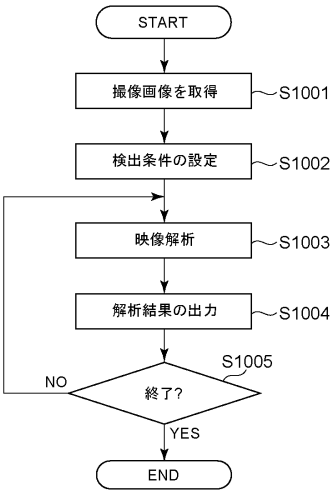 START
撮像画像を取得
S1001
検出条件の設定
S1002
映像解析
S1003
解析結果の出力
S1004
S1005
終了?
NO
YES
END